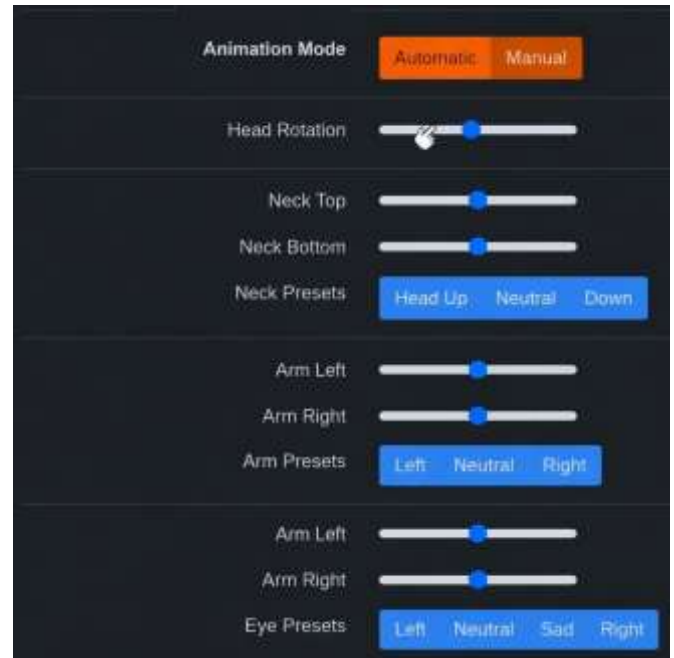 Animation Mode Automatic Manual
Head Rotation
Neck Top
Neck Bottom
Neck Presets Head Up Neutral Down
Arm Left
Arm Right
Arm Presets Left Neutral Right
Arm Left
Arm Right
Eye Presets Left Neutral Sad Right